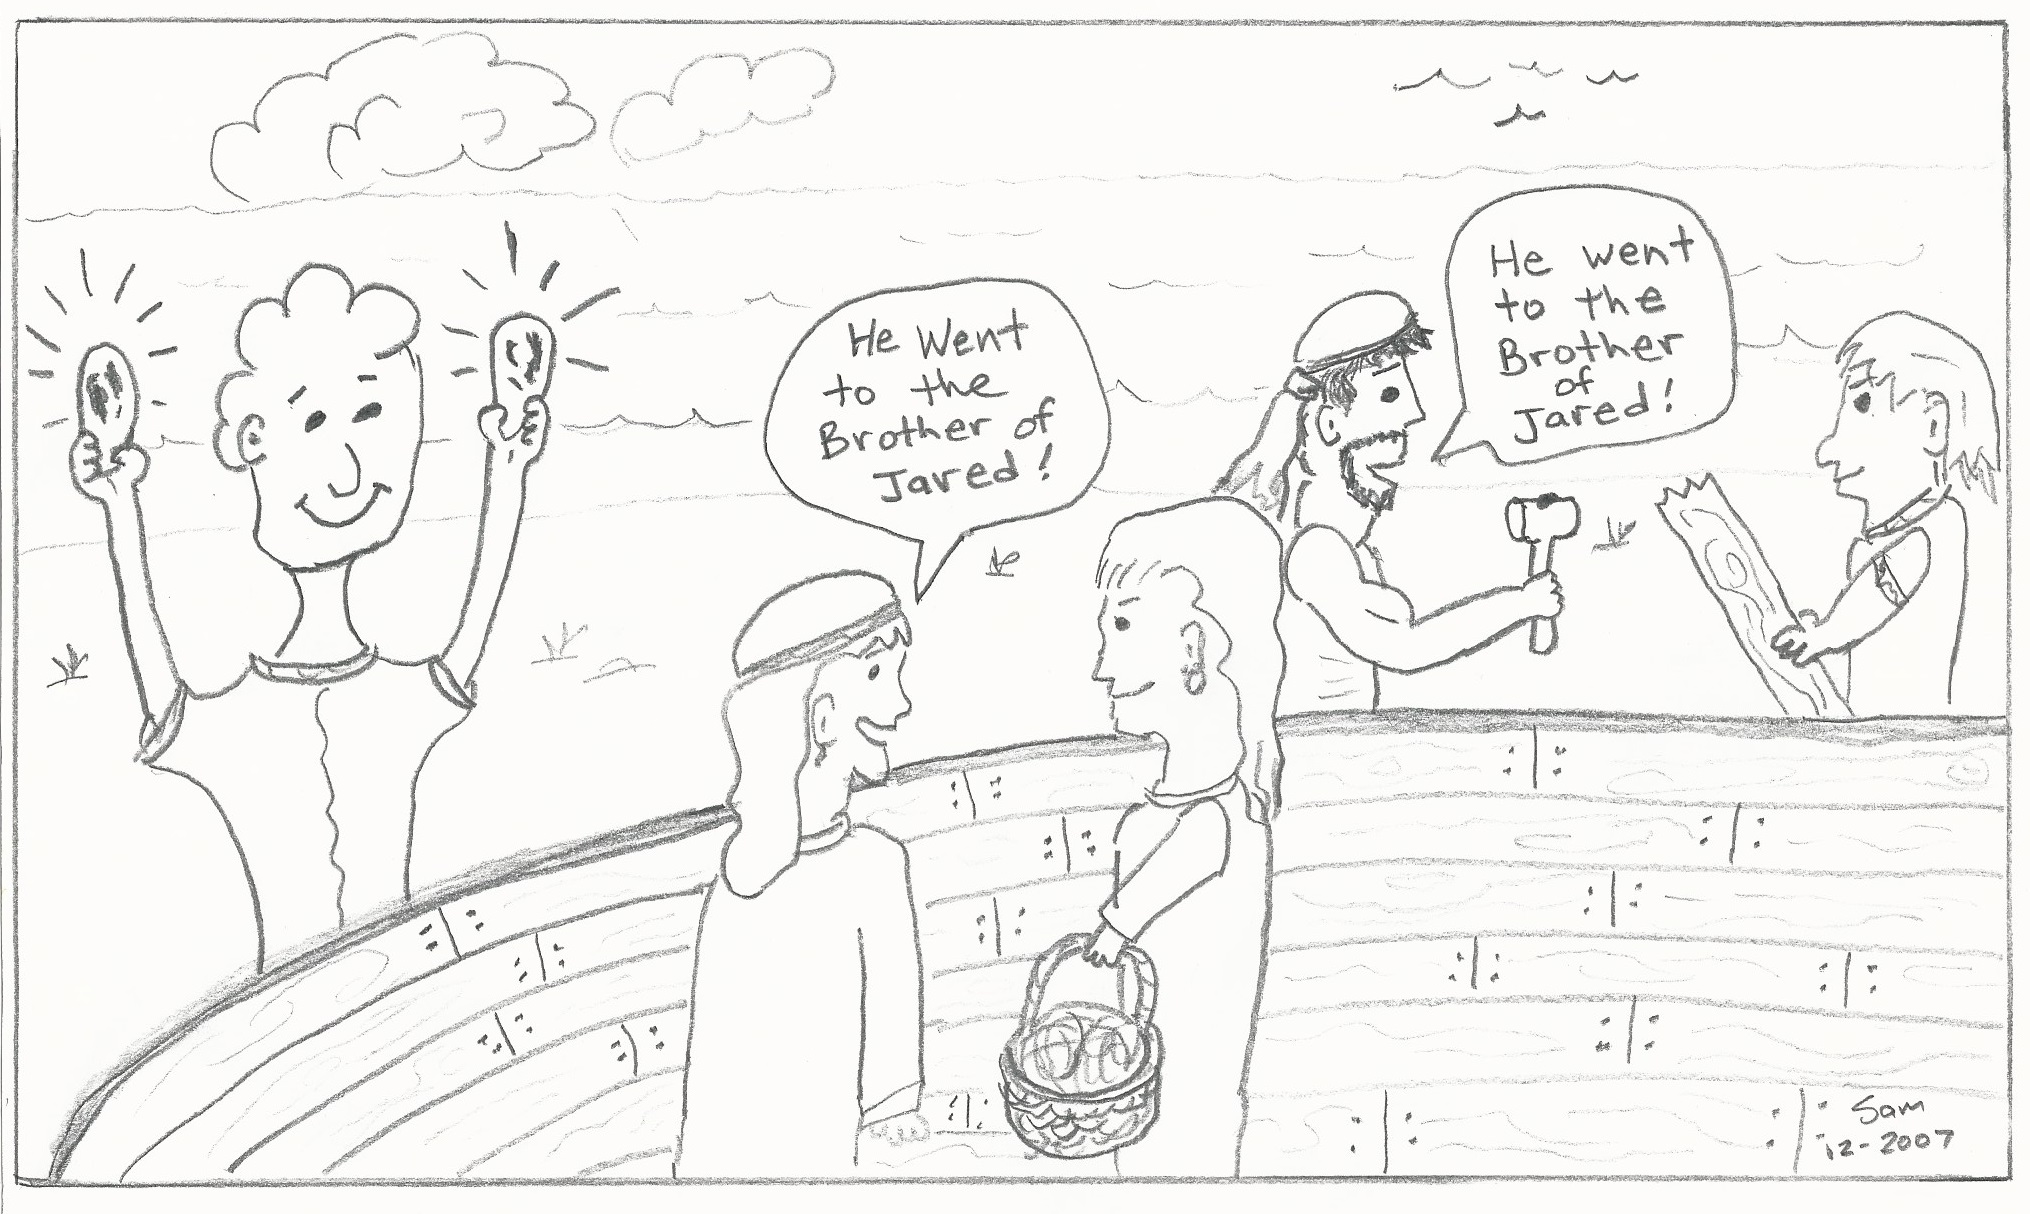 He Went
to the
Brother of
Jared!
He went
to the
Brother
of
Jared!
Sam
12-2007